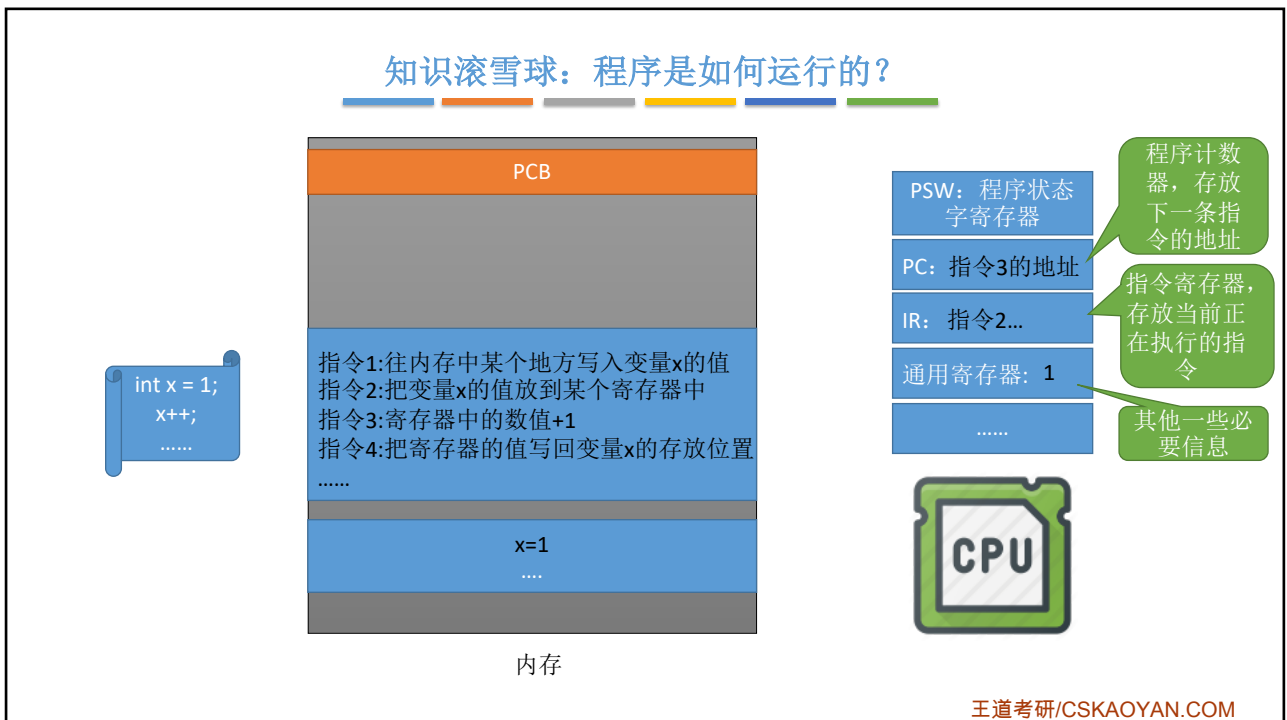 知识滚雪球：程序是如何运行的？
PCB
int x = 1;
x++;
……
指令1:往内存中某个地方写入变量x的值
指令2:把变量x的值放到某个寄存器中
指令3:寄存器中的数值+1
指令4:把寄存器的值写回变量x的存放位置
……
x=1
….
内存
PSW：程序状态
字寄存器
PC：指令3的地址
IR： 指令2…
通用寄存器: 1
……
程序计数
器，存放
下一条指
令的地址
指令寄存器，
存放当前正
在执行的指
令
其他一些必
要信息
CPU
王道考研/CSKAOYAN.COM